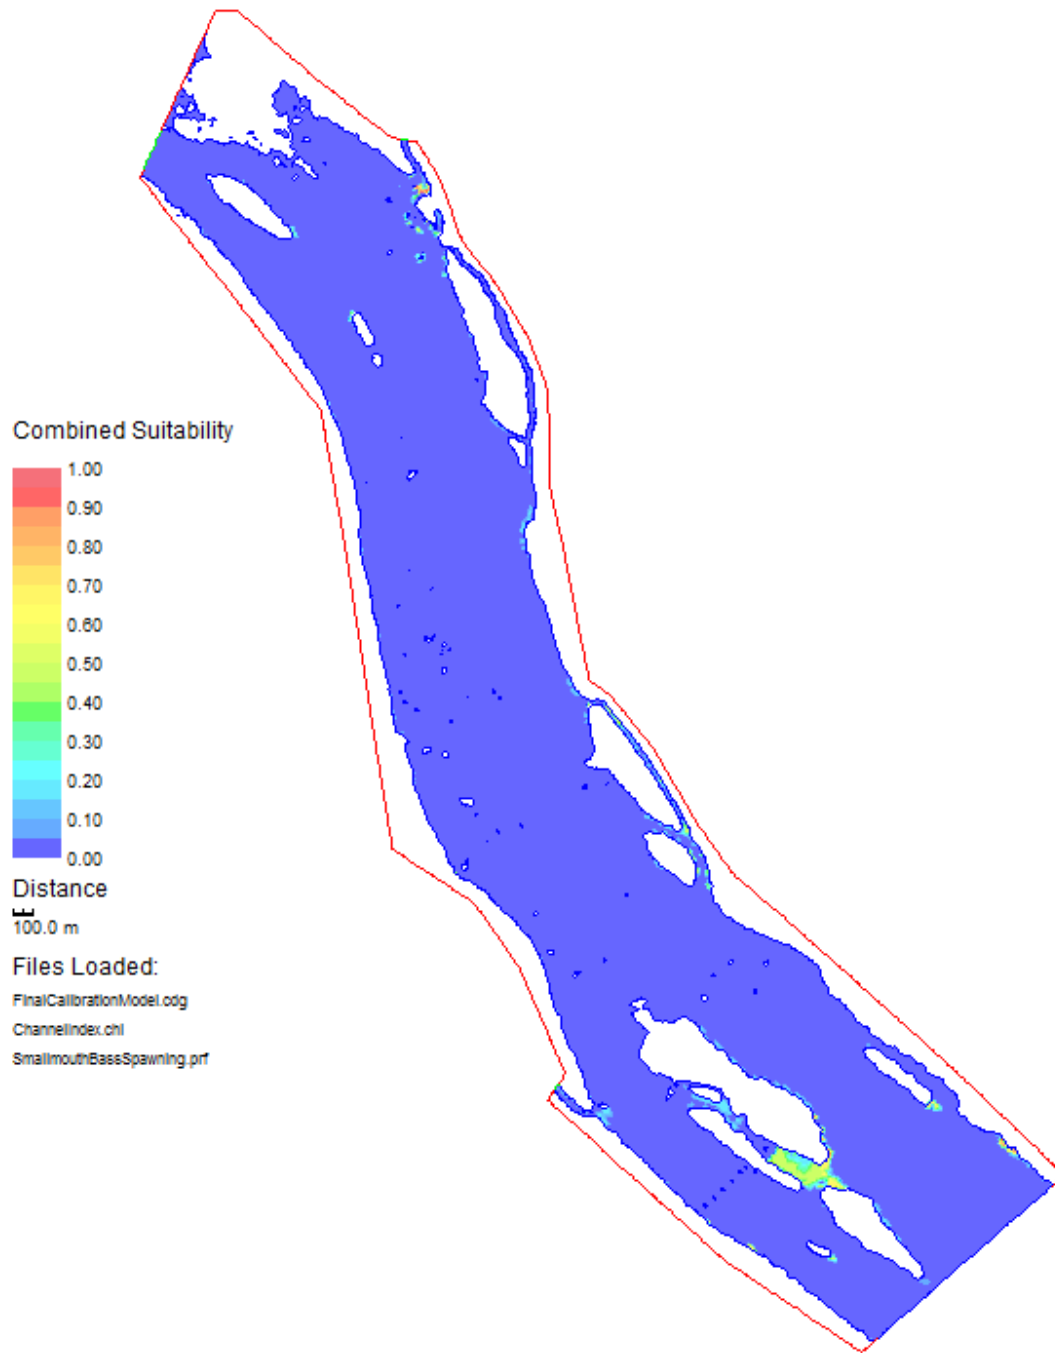 Combined Suitability
1.00
0.90
0.80
0.70
0.60
0.50
0.40
0.30
0.20
0.10
0.00
Distance
100.0 m
Files Loaded:
FinalCalibrationModel.cdg
ChannelIndex.chi
SmallmouthBassSpawning.prf